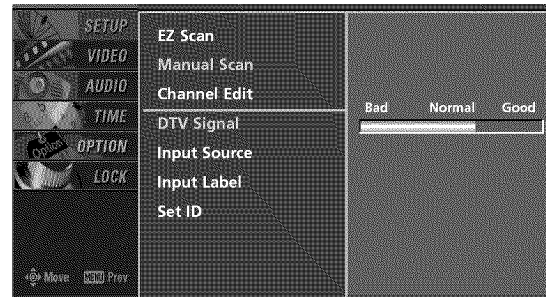 SETUP
VIDEO
AUDIO
TIME
Option OPTION
LOCK
Move MENU Prev
EZ Scan
Manual Scan
Channel Edit
DTV Signal
Input Source
Input Label
Set ID
Bad Normal Good